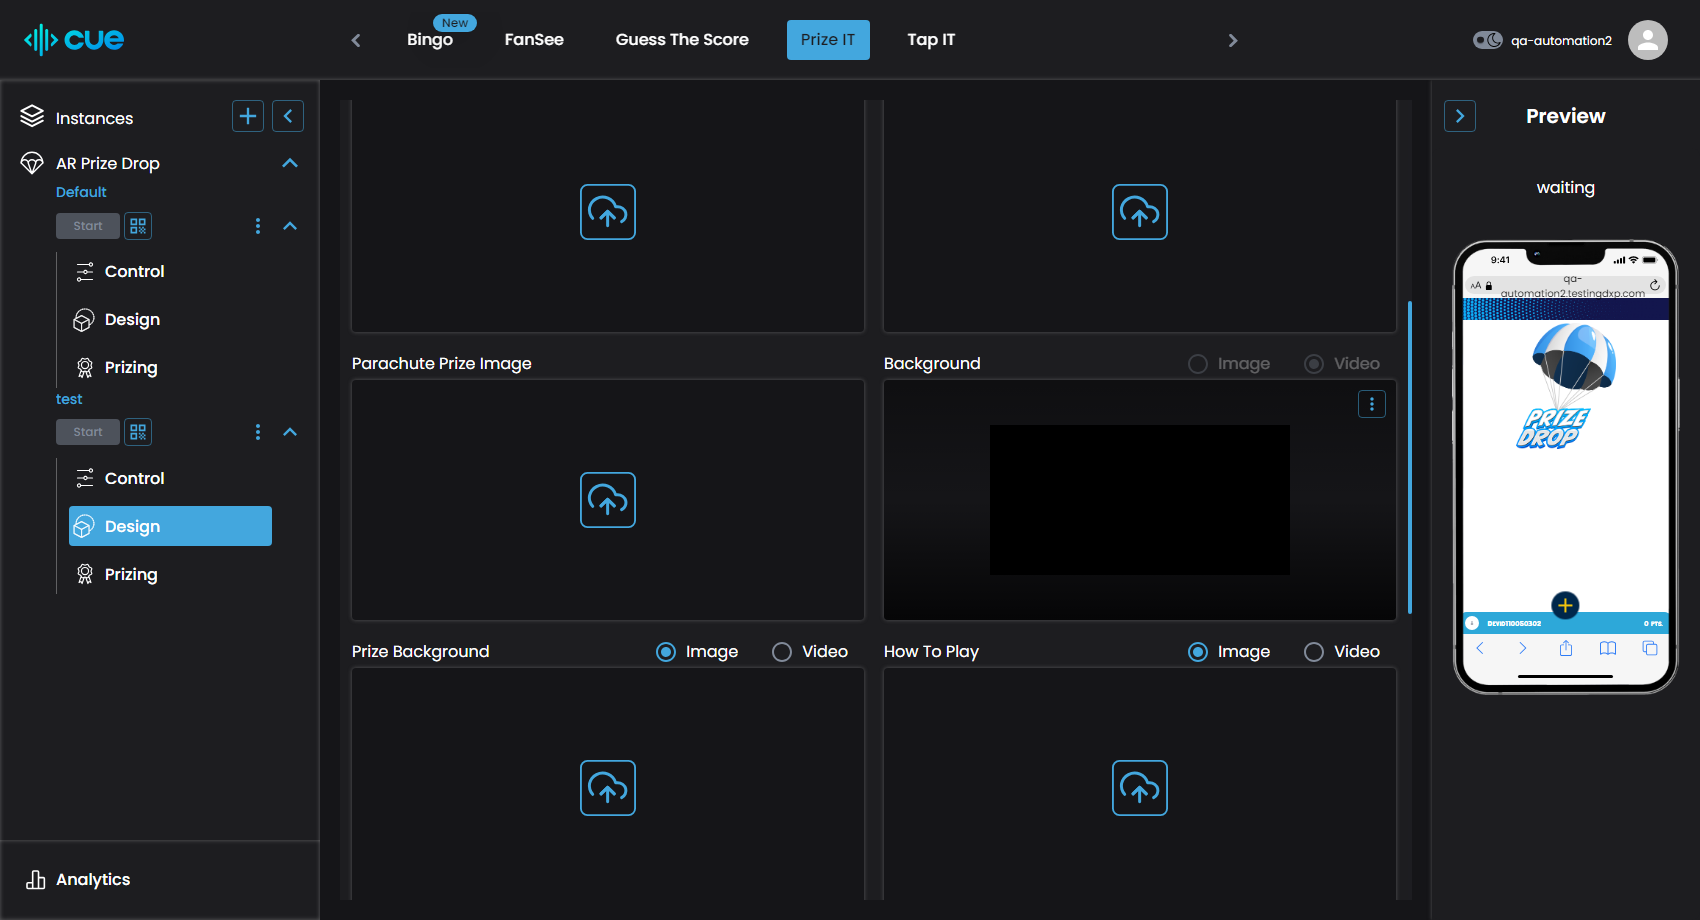 cue
New
Bingo
FanSee
Guess The Score
Prize IT
Tap IT
qa-automation2
Instances
AR Prize Drop
Default
Start
Control
Design
Prizing
test
Start
Control
Design
Prizing
Analytics
Parachute Prize Image
Background
Image
Video
Prize Background
Image
Video
How To Play
Image
Video
Preview
waiting
9:41
AA
qa-
automation2.testingdxp.com
PRIZE
DROP
0 PTS.